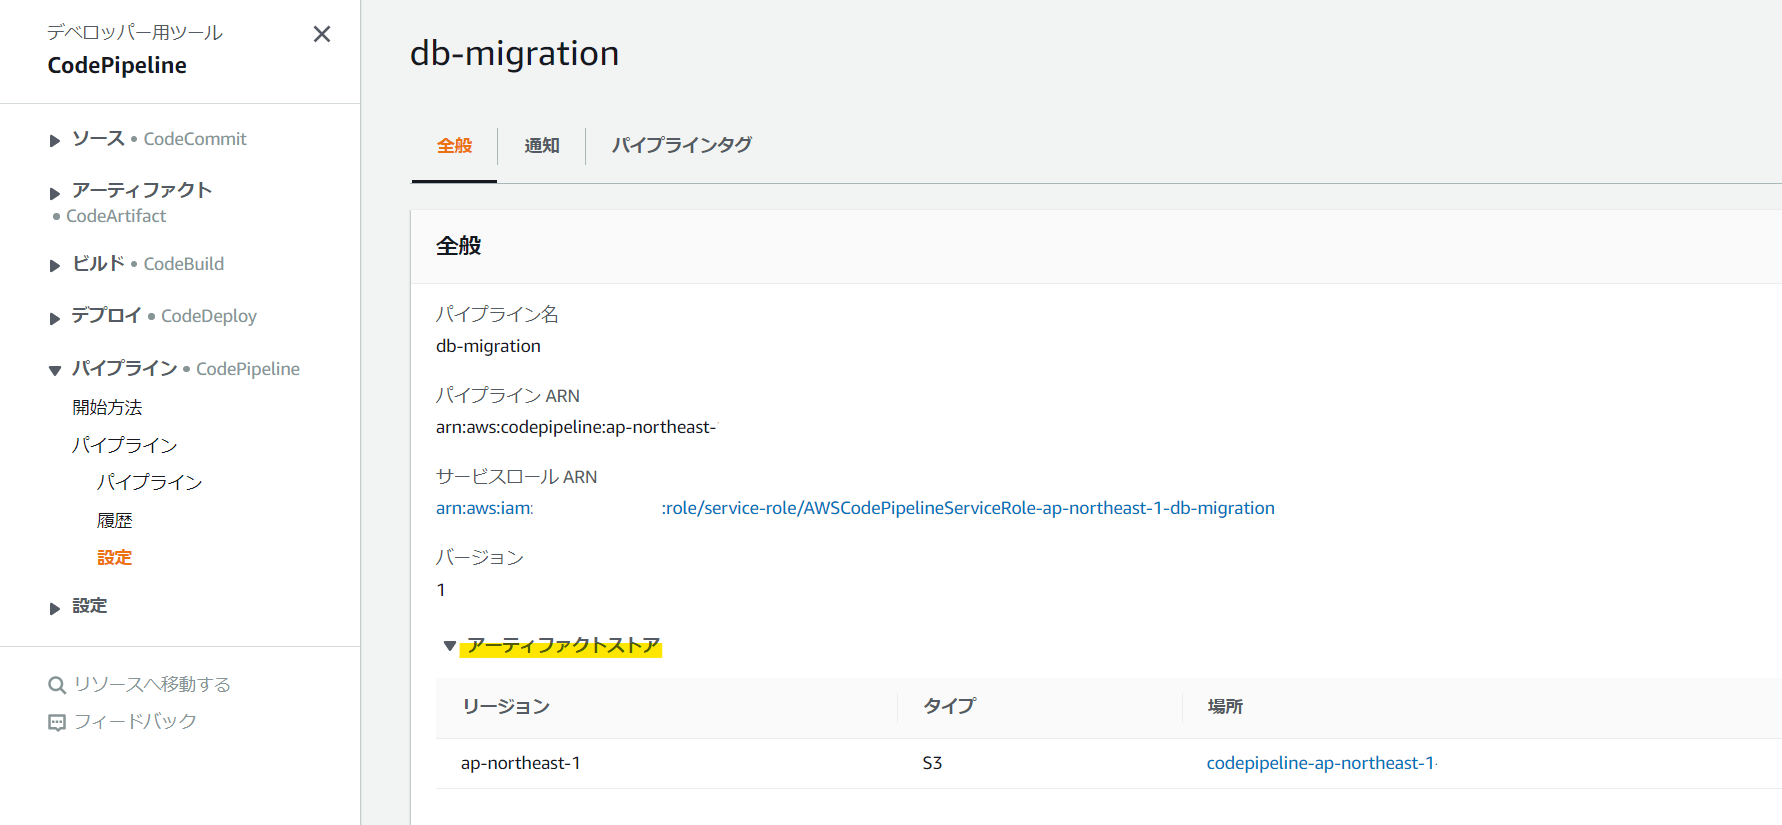 デベロッパー用ツール
CodePipeline
ソース • CodeCommit
アーティファクト
• CodeArtifact
ビルド • CodeBuild
デプロイ • CodeDeploy
パイプライン • CodePipeline
開始方法
パイプライン
パイプライン
履歴
設定
設定
リソースへ移動する
フィードバック
db-migration
全般
通知
パイプラインタグ
全般
パイプライン名
db-migration
パイプライン ARN
arn:aws:codepipeline:ap-northeast-
サービスロール ARN
arn:aws:iam: :role/service-role/AWSCodePipelineServiceRole-ap-northeast-1-db-migration
バージョン
1
アーティファクトストア
リージョン タイプ 場所
ap-northeast-1 S3 codepipeline-ap-northeast-1-